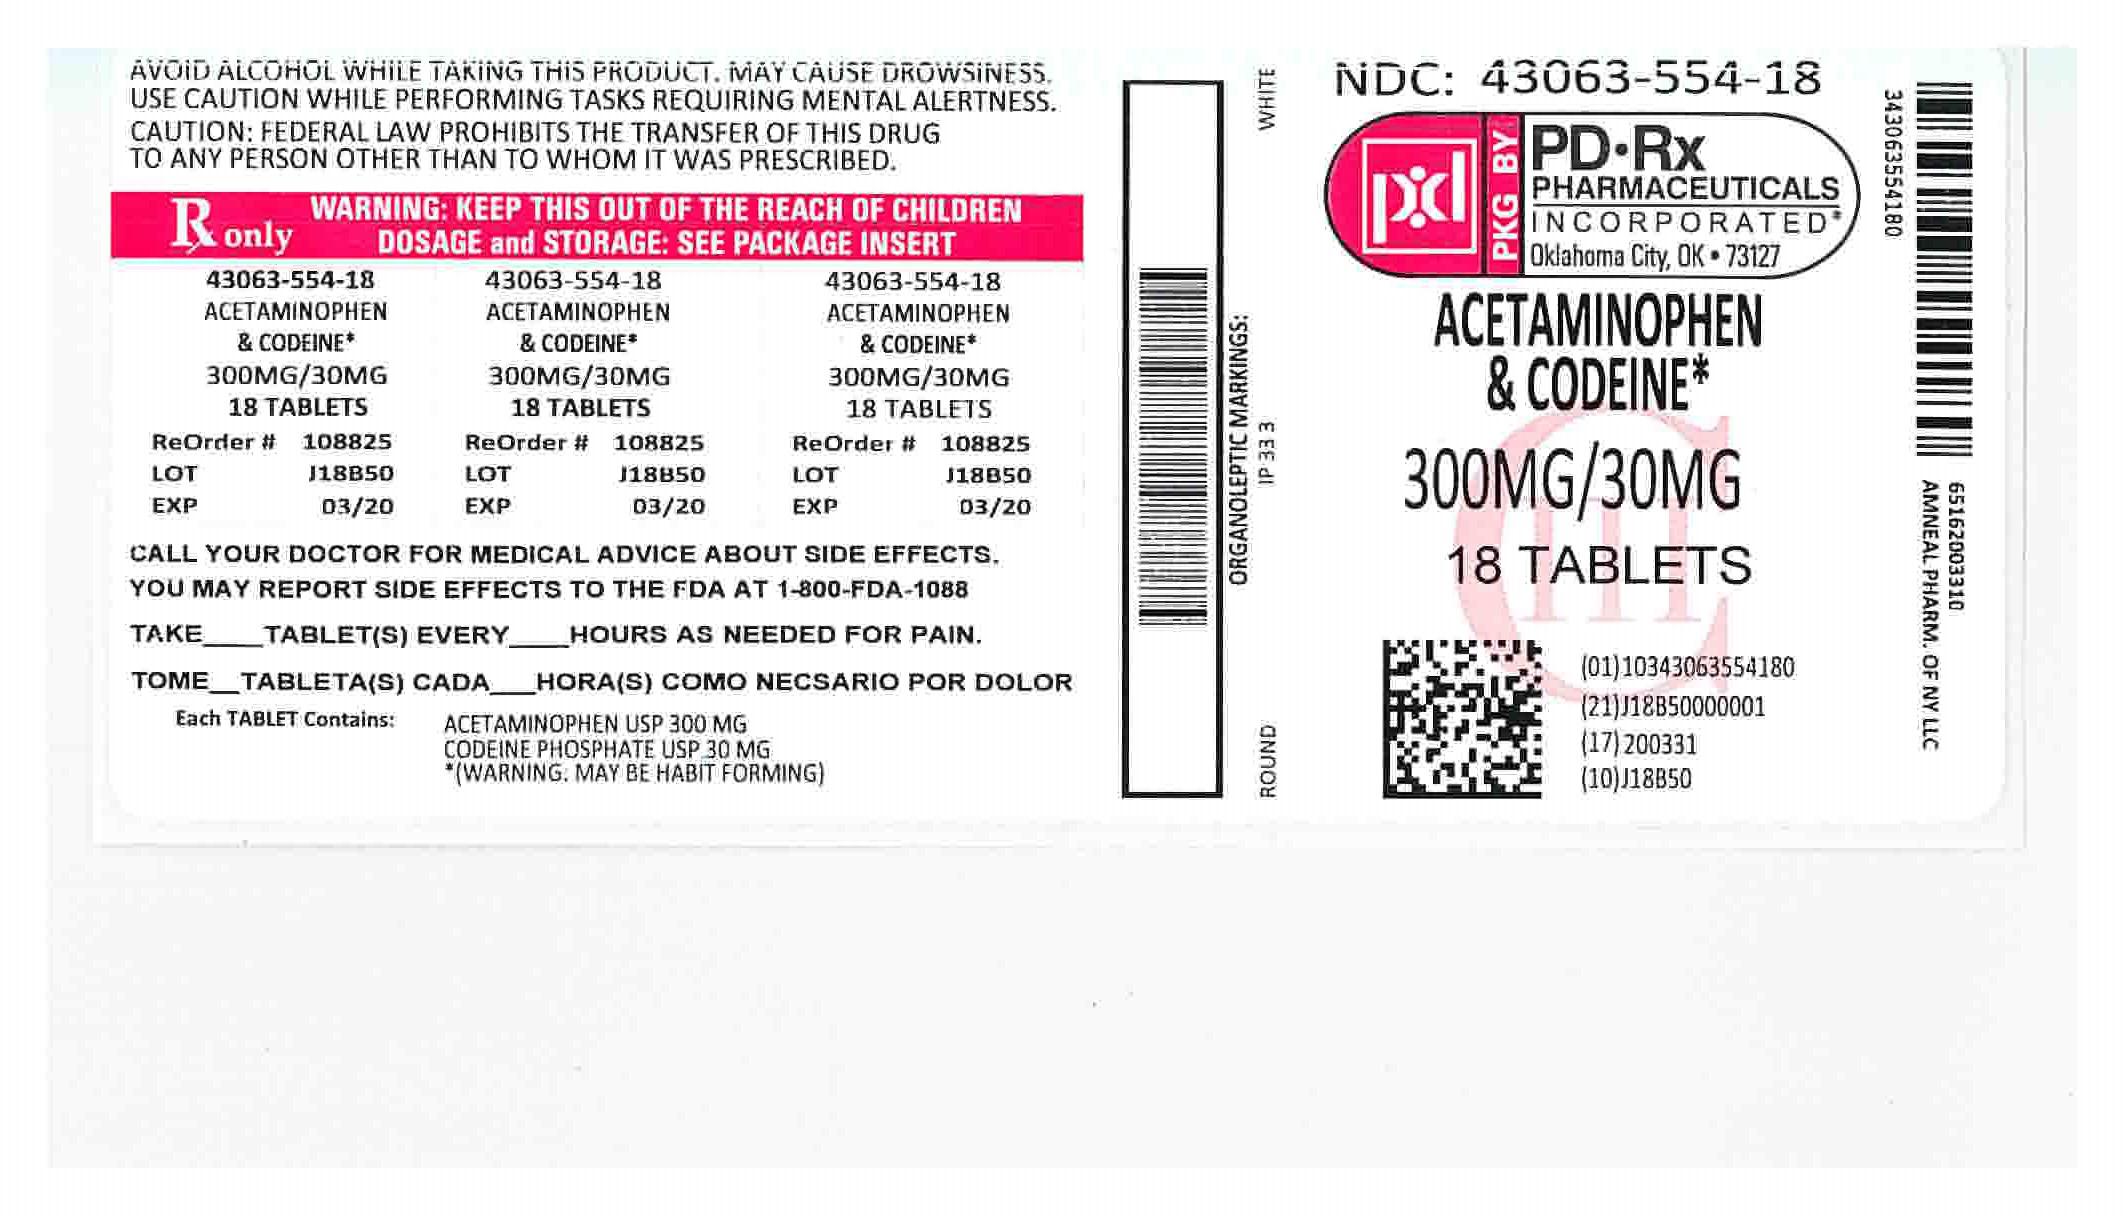 AVOID ALCOHOL WHILE TAKING THIS PRODUCT. MAY CAUSE DROWSINESS.
USE CAUTION WHILE PERFORMING TASKS REQUIRING MENTAL ALERTNESS.
CAUTION: FEDERAL LAW PROHIBITS THE TRANSFER OF THIS DRUG
TO ANY PERSON OTHER THAN TO WHOM IT WAS PRESCRIBED.
Rx only
WARNING: KEEP THIS OUT OF THE REACH OF CHILDREN
DOSAGE and STORAGE: SEE PACKAGE INSERT
43063-554-18 43063-554-18 43063-554-18
ACETAMINOPHEN ACETAMINOPHEN ACETAMINOPHEN
& CODEINE* & CODEINE* & CODEINE*
300MG/30MG 300MG/30MG 300MG/30MG
18 TABLETS 18 TABLETS 18 TABLETS
ReOrder # 108825 ReOrder # 108825 ReOrder # 108825
LOT J18B50 LOT J18B50 LOT J18B50
EXP 03/20 EXP 03/20 EXP 03/20
CALL YOUR DOCTOR FOR MEDICAL ADVICE ABOUT SIDE EFFECTS.
YOU MAY REPORT SIDE EFFECTS TO THE FDA AT 1-800-FDA-1088
TAKE____TABLET(S) EVERY____HOURS AS NEEDED FOR PAIN.
TOME__TABLETA(S) CADA___HORA(S) COMO NECSARIO POR DOLOR
Each TABLET Contains: ACETAMINOPHEN USP 300 MG
CODEINE PHOSPHATE USP 30 MG
*(WARNING: MAY BE HABIT FORMING)
ORGANOLEPTIC MARKINGS:
ROUND IP 33 3 WHITE
NDC: 43063-554-18
pd
PKG BY
PD•Rx
PHARMACEUTICALS
INCORPORATED*
Oklahoma City, OK • 73127
ACETAMINOPHEN
& CODEINE*
300MG/30MG
18 TABLETS
CIII
(01)10343063554180
(21)J18B50000001
(17)200331
(10)J18B50
343063554180
65162003310
AMNEAL PHARM. OF NY LLC